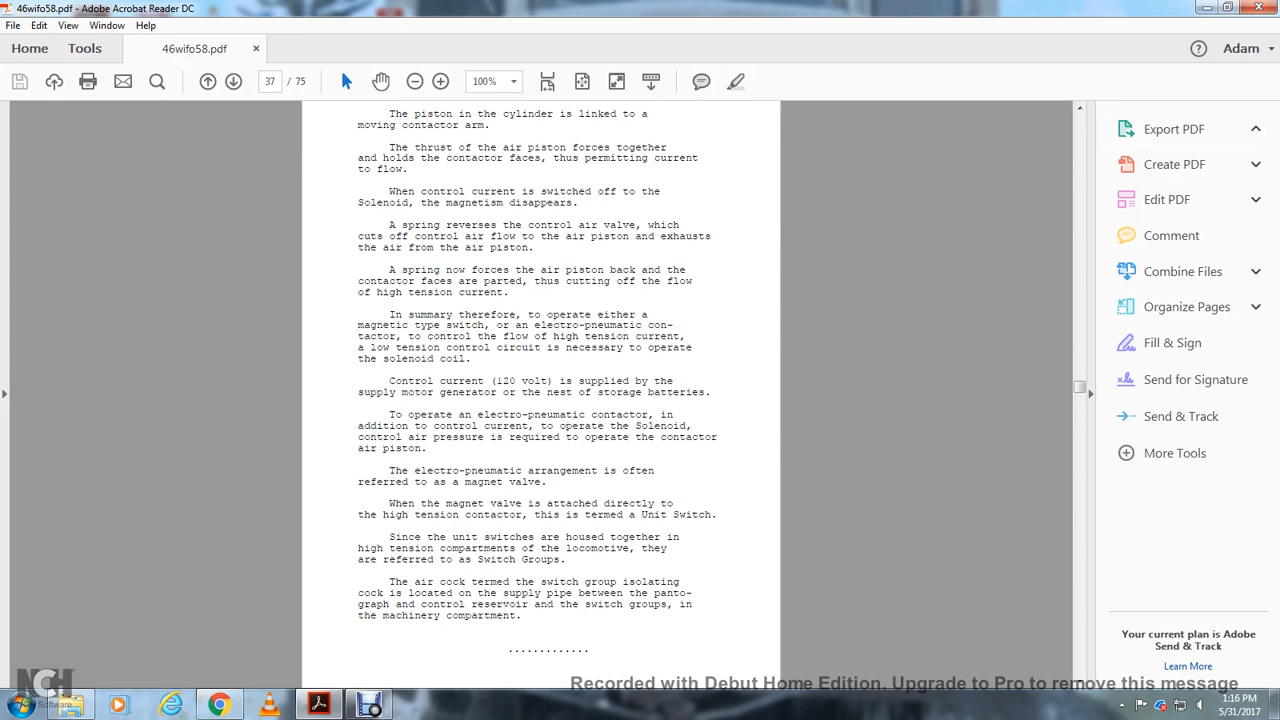 46wifo58.pdf - Adobe Acrobat Reader DC
File Edit View Window Help
Home Tools 46wifo58.pdf × Adam
37 / 75 100%
The piston in the cylinder is linked to a
moving contactor arm.
The thrust of the air piston forces together
and holds the contactor faces, thus permitting current
to flow.
When control current is switched off to the
Solenoid, the magnetism disappears.
A spring reverses the control air valve, which
cuts off control air flow to the air piston and exhausts
the air from the air piston.
A spring now forces the air piston back and the
contactor faces are parted, thus cutting off the flow
of high tension current.
In summary therefore, to operate either a
magnetic type switch, or an electro-pneumatic con-
tactor, to control the flow of high tension current,
a low tension control circuit is necessary to operate
the solenoid coil.
Control current (120 volt) is supplied by the
supply motor generator or the nest of storage batteries.
To operate an electro-pneumatic contactor, in
addition to control current, to operate the Solenoid,
control air pressure is required to operate the contactor
air piston.
The electro-pneumatic arrangement is often
referred to as a magnet valve.
When the magnet valve is attached directly to
the high tension contactor, this is termed a Unit Switch.
Since the unit switches are housed together in
high tension compartments of the locomotive, they
are referred to as Switch Groups.
The air cock termed the switch group isolating
cock is located on the supply pipe between the panto-
graph and control reservoir and the switch groups, in
the machinery compartment.
.............
Export PDF
Create PDF
Edit PDF
Comment
Combine Files
Organize Pages
Fill & Sign
Send for Signature
Send & Track
More Tools
Your current plan is Adobe
Send & Track
Learn More
NCH
Software
Recorded with Debut Home Edition. Upgrade to Pro to remove this message
1:16 PM
5/31/2017